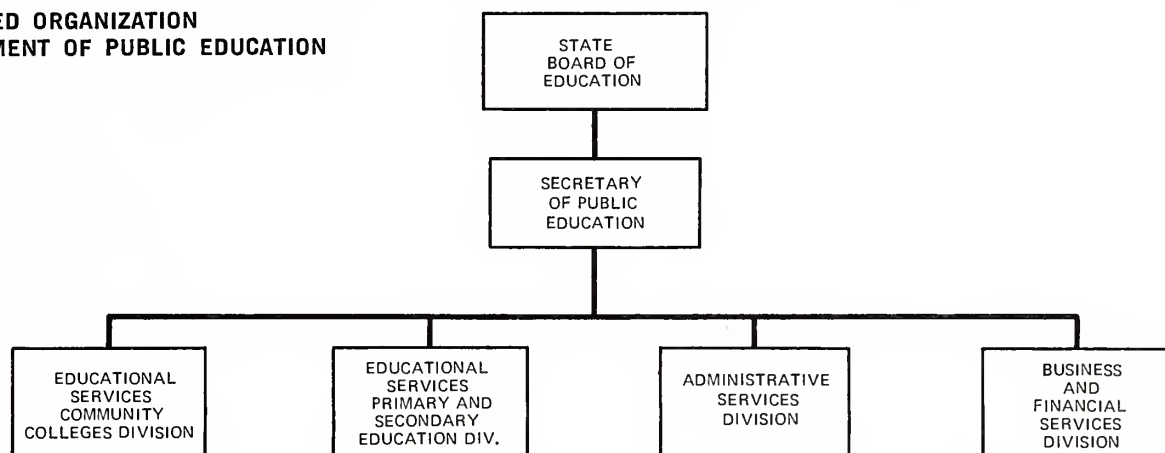 ED ORGANIZATION
MENT OF PUBLIC EDUCATION
STATE
BOARD OF
EDUCATION
SECRETARY
OF PUBLIC
EDUCATION
EDUCATIONAL
SERVICES
COMMUNITY
COLLEGES DIVISION
EDUCATIONAL
SERVICES
PRIMARY AND
SECONDARY
EDUCATION DIV.
ADMINISTRATIVE
SERVICES
DIVISION
BUSINESS
AND
FINANCIAL
SERVICES
DIVISION